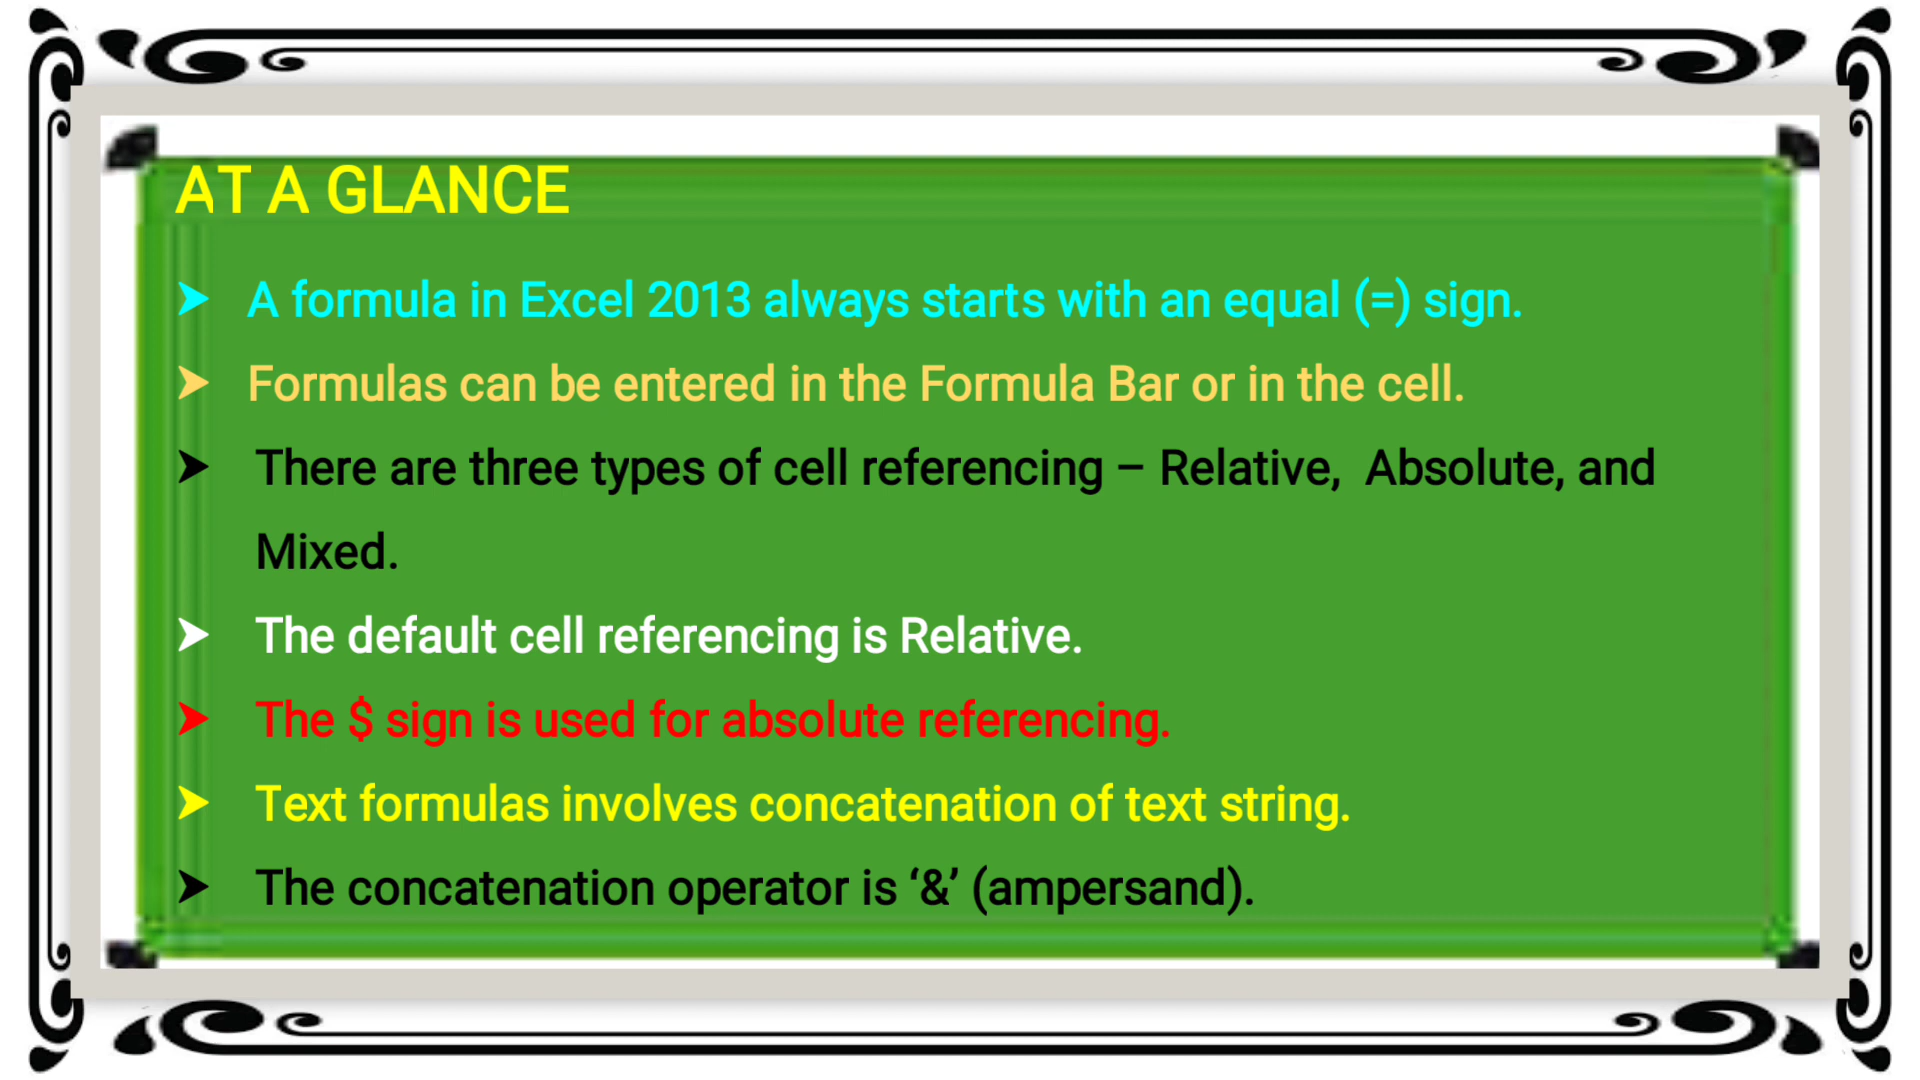 AT A GLANCE
➤ A formula in Excel 2013 always starts with an equal (=) sign.
➤ Formulas can be entered in the Formula Bar or in the cell.
➤ There are three types of cell referencing – Relative, Absolute, and
Mixed.
➤ The default cell referencing is Relative.
➤ The $ sign is used for absolute referencing.
➤ Text formulas involves concatenation of text string.
➤ The concatenation operator is ‘&’ (ampersand).